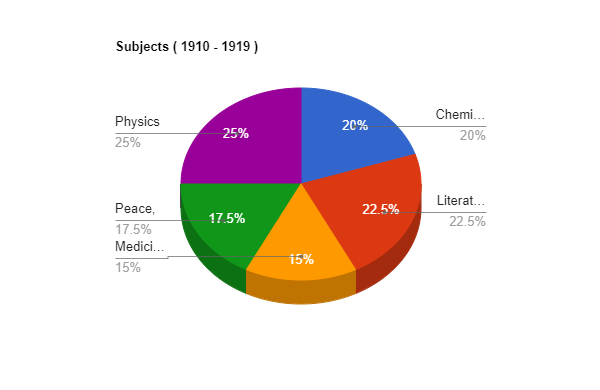 Subjects ( 1910 - 1919 )
Physics
25%
25%
20%
Chemi...
20%
Peace,
17.5%
17.5%
22.5%
Literat...
22.5%
Medici...
15%
15%